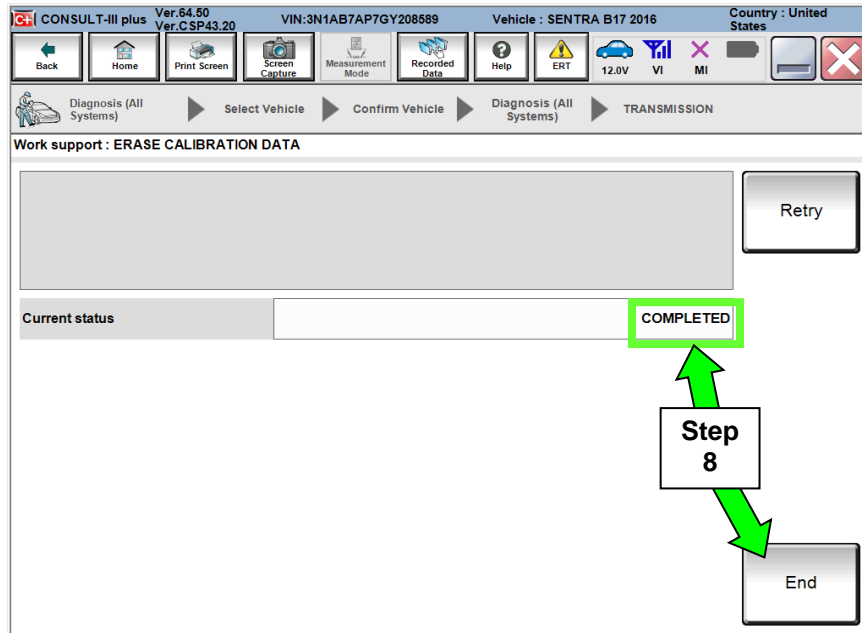 C+ CONSULT-III plus Ver.64.50 VIN:3N1AB7AP7GY208589 Vehicle : SENTRA B17 2016 Country : United
Ver.CSP43.20 States
Back Home Print Screen Screen Capture Measurement Mode Recorded Data Help ERT 12.0V VI MI
Diagnosis (All Systems) Select Vehicle Confirm Vehicle Diagnosis (All Systems) TRANSMISSION
Work support : ERASE CALIBRATION DATA
Retry
Current status COMPLETED
Step
8
End